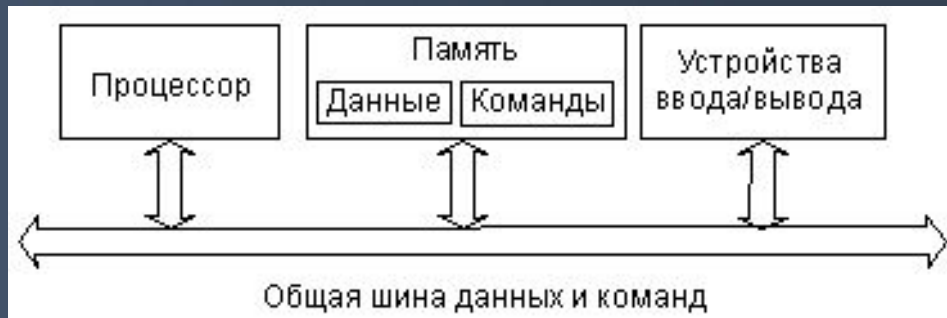 Процессор
Память
Данные
Команды
Устройства
ввода/вывода
Общая шина данных и команд